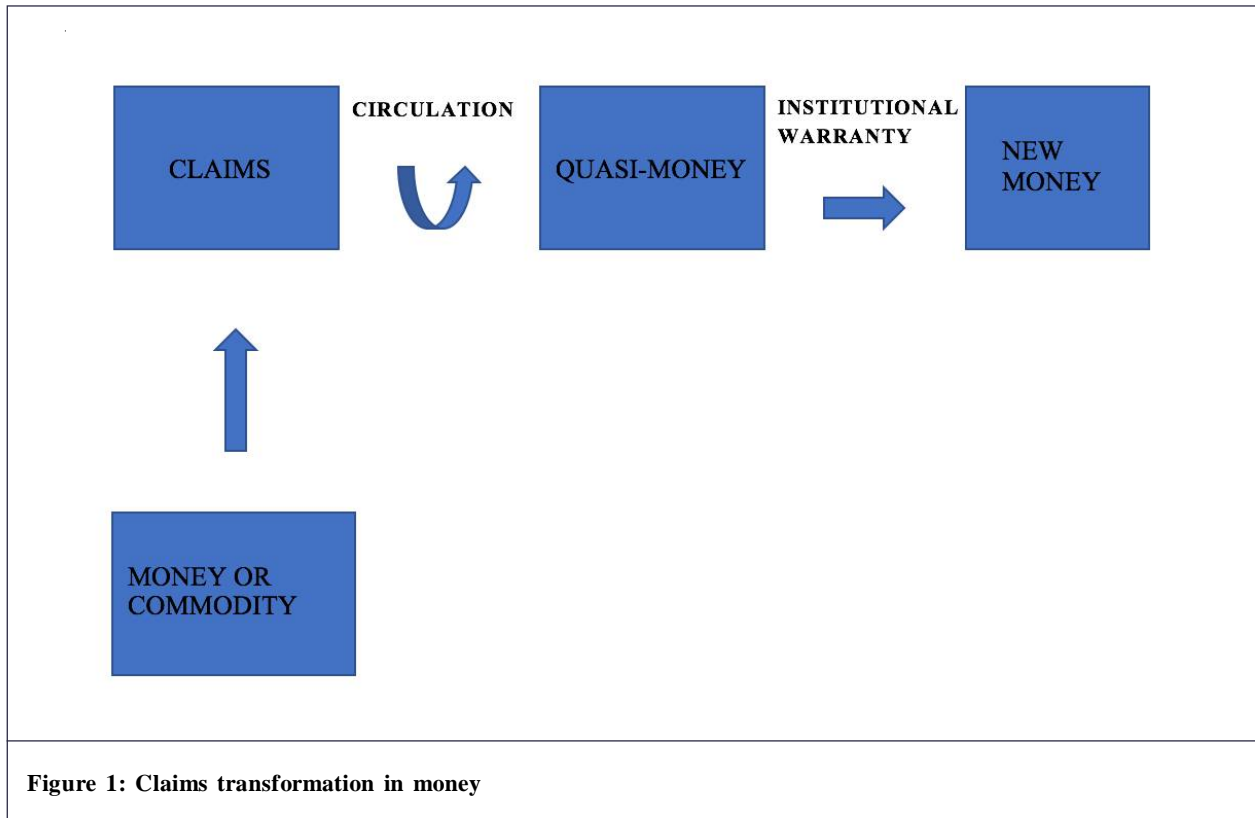 CLAIMS
CIRCULATION
QUASI-MONEY
INSTITUTIONAL
WARRANTY
NEW
MONEY
MONEY OR
COMMODITY
Figure 1: Claims transformation in money